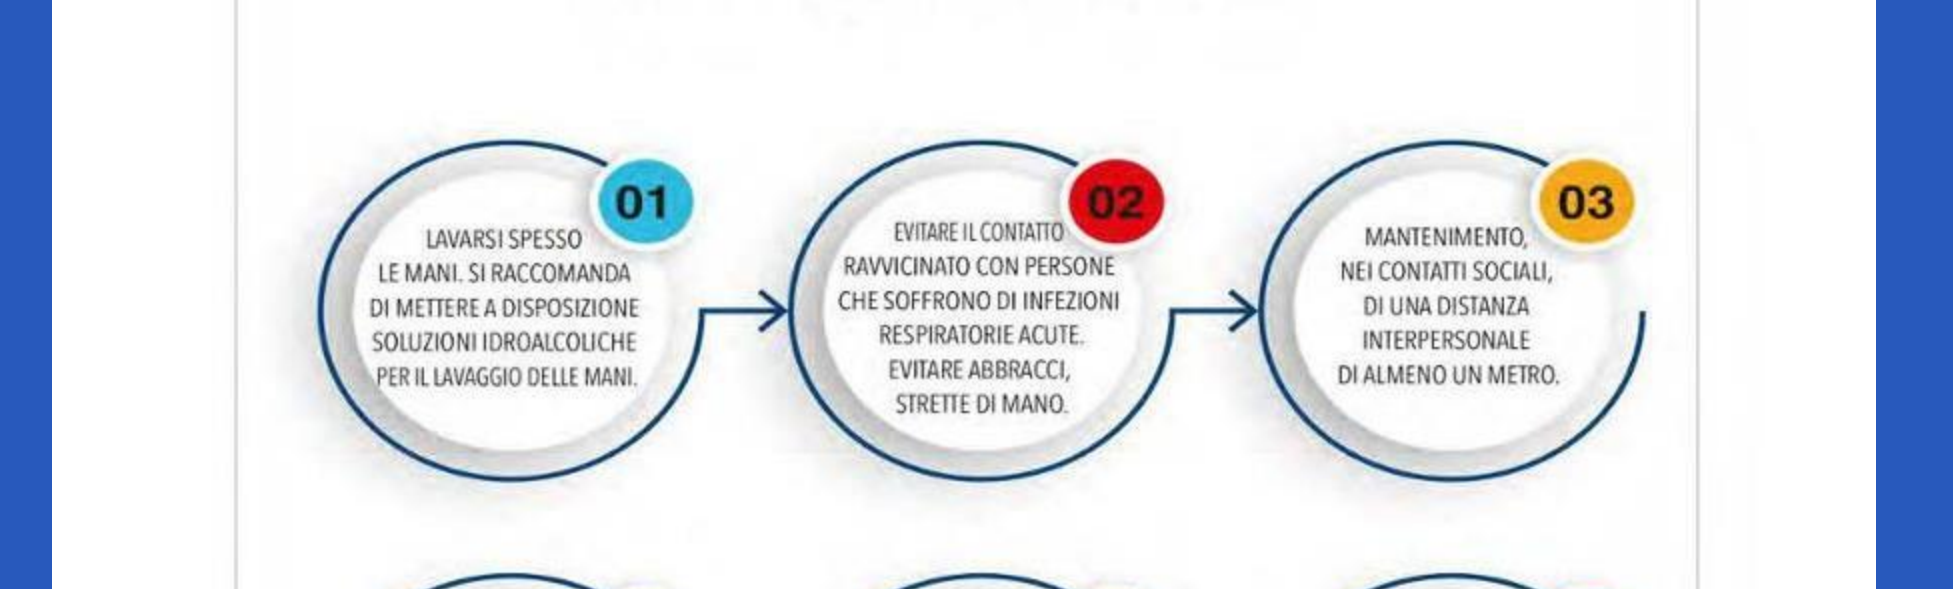 01
LAVARSI SPESSO
LE MANI. SI RACCOMANDA
DI METTERE A DISPOSIZIONE
SOLUZIONI IDROALCOLICHE
PER IL LAVAGGIO DELLE MANI.
02
EVITARE IL CONTATTO
RAVVICINATO CON PERSONE
CHE SOFFRONO DI INFEZIONI
RESPIRATORIE ACUTE.
EVITARE ABBRACCI,
STRETTE DI MANO.
03
MANTENIMENTO,
NEI CONTATTI SOCIALI,
DI UNA DISTANZA
INTERPERSONALE
DI ALMENO UN METRO.